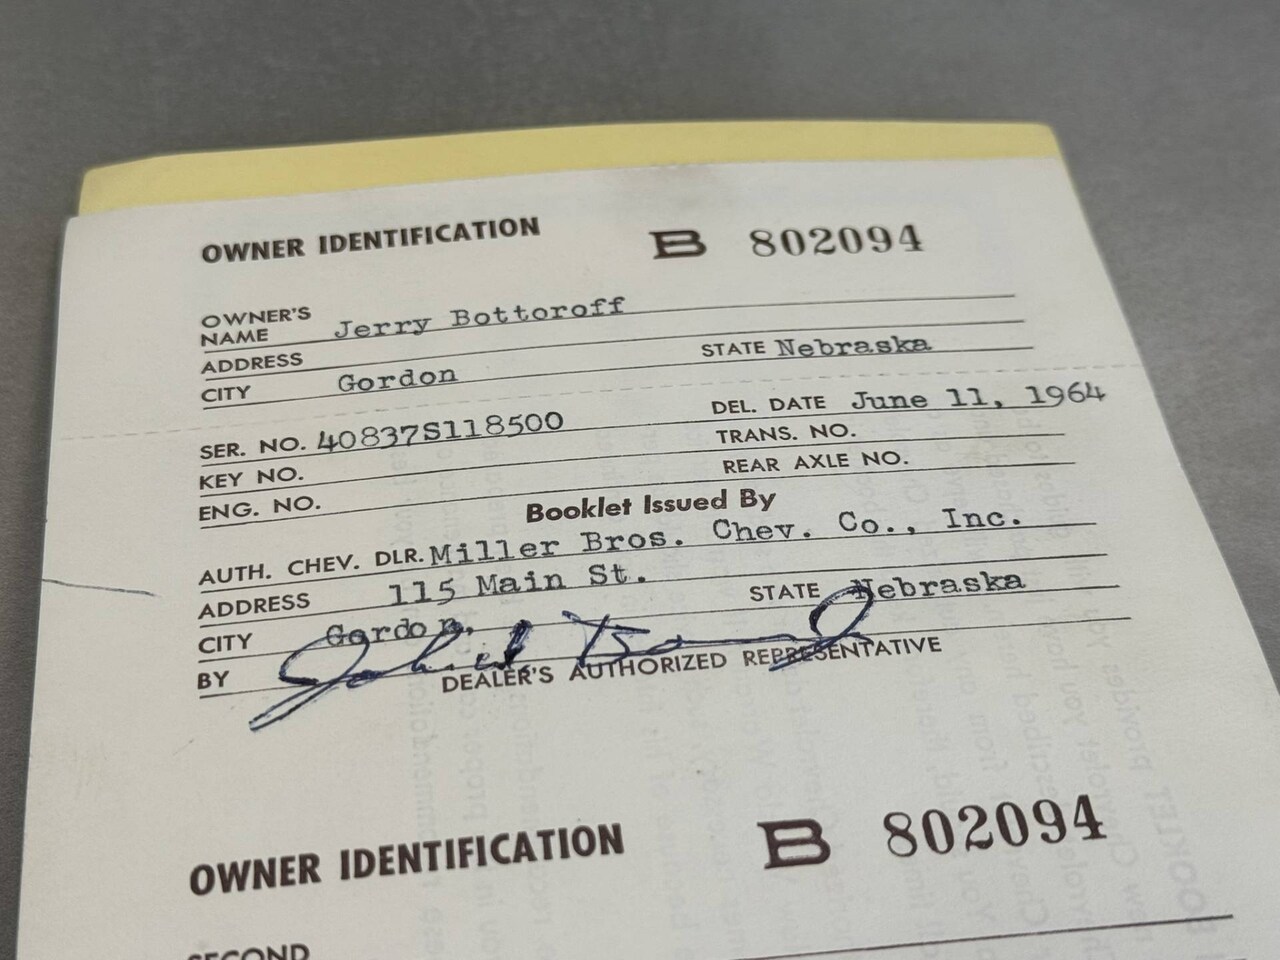 OWNER IDENTIFICATION B 802094
OWNER'S NAME Jerry Bottoroff
ADDRESS
CITY Gordon STATE Nebraska
SER. NO. 40837S118500 DEL. DATE June 11, 1964
KEY NO. TRANS. NO.
ENG. NO. REAR AXLE NO.
Booklet Issued By
AUTH. CHEV. DLR. Miller Bros. Chev. Co., Inc.
ADDRESS 115 Main St.
CITY Gordon, STATE Nebraska
BY
DEALER'S AUTHORIZED REPRESENTATIVE
OWNER IDENTIFICATION B 802094
SECOND